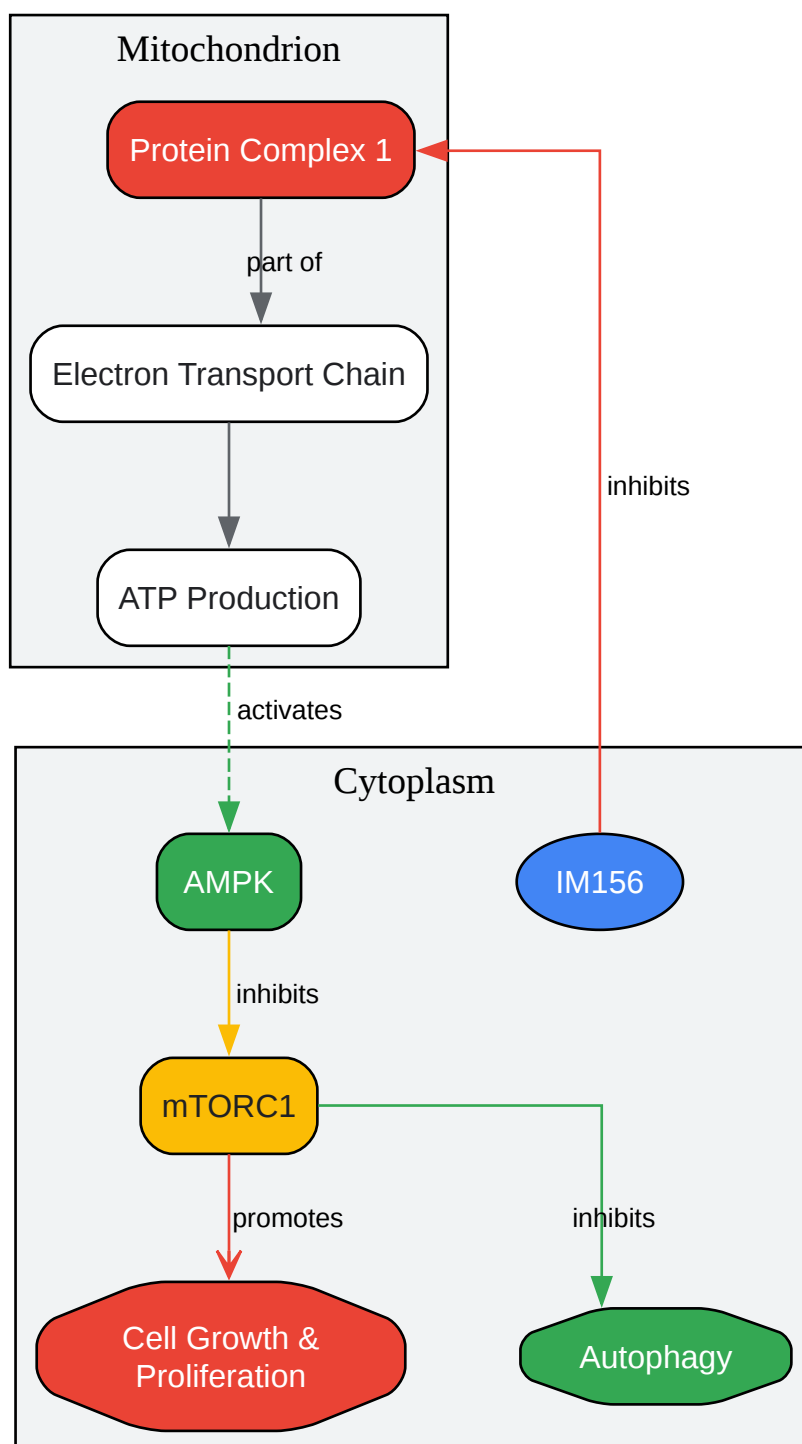 Mitochondrion
Protein Complex 1
part of
Electron Transport Chain
inhibits
ATP Production
activates
Cytoplasm
AMPK
IM156
inhibits
mTORC1
promotes
inhibits
Cell Growth &
Proliferation
Autophagy